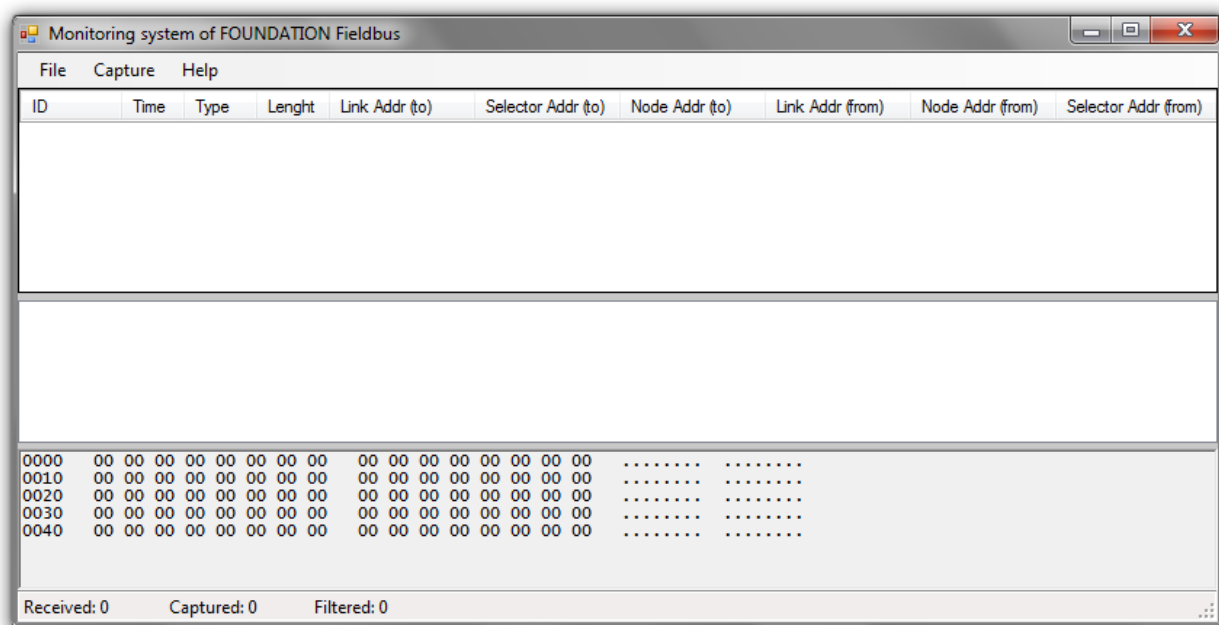 Monitoring system of FOUNDATION Fieldbus
File Capture Help
ID Time Type Lenght Link Addr (to) Selector Addr (to) Node Addr (to) Link Addr (from) Node Addr (from) Selector Addr (from)
0000 00 00 00 00 00 00 00 00 00 00 00 00 00 00 00 00 ........ ........
0010 00 00 00 00 00 00 00 00 00 00 00 00 00 00 00 00 ........ ........
0020 00 00 00 00 00 00 00 00 00 00 00 00 00 00 00 00 ........ ........
0030 00 00 00 00 00 00 00 00 00 00 00 00 00 00 00 00 ........ ........
0040 00 00 00 00 00 00 00 00 00 00 00 00 00 00 00 00 ........ ........
Received: 0 Captured: 0 Filtered: 0